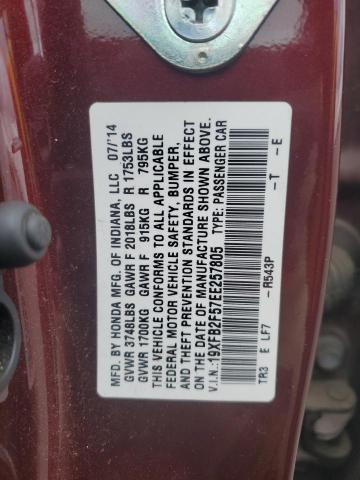 MFD. BY HONDA MFG. OF INDIANA, LLC 07/'14
GVWR 3748LBS GAWR F 2018LBS R 1753LBS
GVWR 1700KG GAWR F 915KG R 795KG
THIS VEHICLE CONFORMS TO ALL APPLICABLE
FEDERAL MOTOR VEHICLE SAFETY, BUMPER,
AND THEFT PREVENTION STANDARDS IN EFFECT
ON THE DATE OF MANUFACTURE SHOWN ABOVE.
V.I.N.: 19XFB2F57EE257805 TYPE: PASSENGER CAR
- R543P - T - E
TR3 E LF7